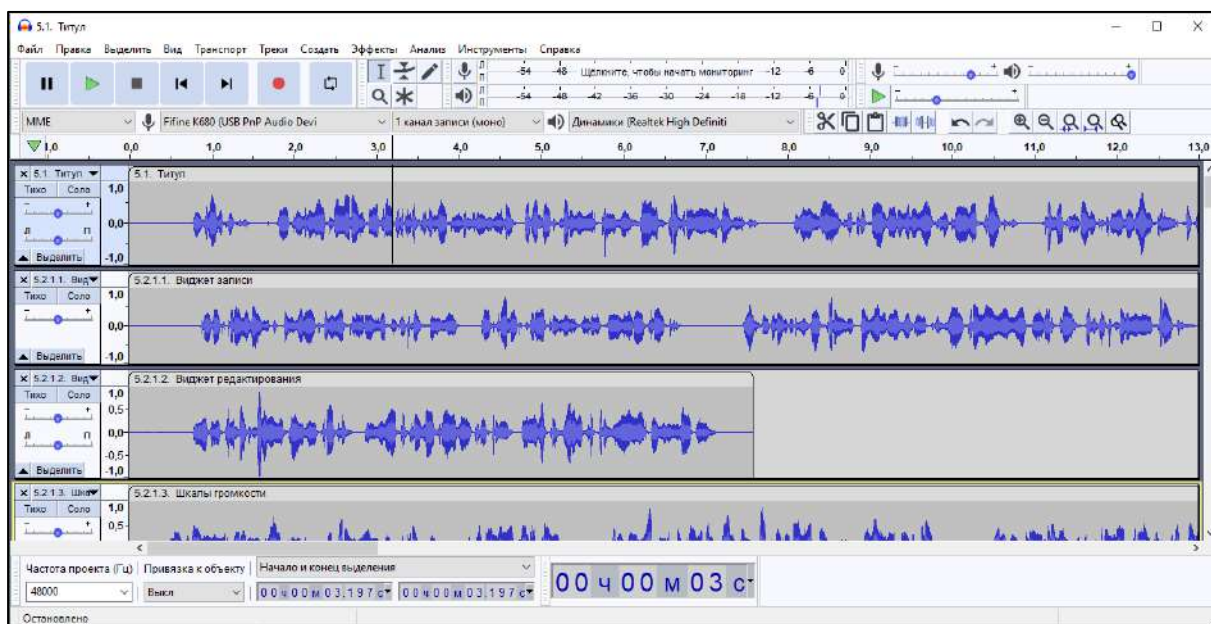 5.1. Титул
Файл Правка Выделить Вид Транспорт Треки Создать Эффекты Анализ Инструменты Справка
Л П -54 -48 Щёлкните, чтобы начать мониторинг -12 -6 0
Л П -54 -48 -42 -36 -30 -24 -18 -12 -6 0
MME Fifine K680 (USB PnP Audio Devi 1 канал записи (моно) Динамики (Realtek High Definiti
1,0 0,0 1,0 2,0 3,0 4,0 5,0 6,0 7,0 8,0 9,0 10,0 11,0 12,0 13,0
5.1. Титул 5.1. Титул
Тихо Соло 1,0
- + 0,0
Л П
Выделить -1,0
5.2.1.1. Вид 5.2.1.1. Виджет записи
Тихо Соло 1,0
- + 0,0
Выделить -1,0
5.2.1.2. Вид 5.2.1.2. Виджет редактирования
Тихо Соло 1,0
- + 0,5
Л П 0,0
-0,5
Выделить -1,0
5.2.1.3. Шка 5.2.1.3. Шкалы громкости
Тихо Соло 1,0
- + 0,5
Частота проекта (Гц) Привязка к объекту Начало и конец выделения
48000 Выкл 00 ч 00 м 03.197 с 00 ч 00 м 03.197 с 00 ч 00 м 03 с
Остановлено